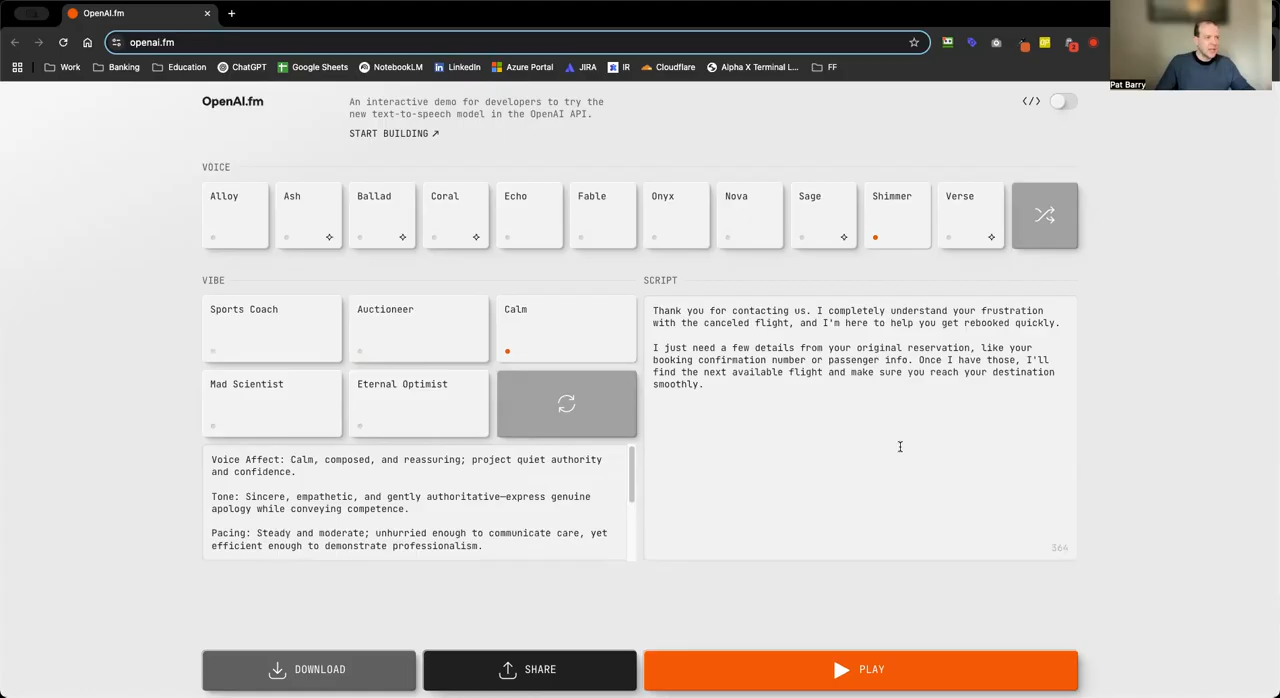 OpenAI.fm
openai.fm
Work
Banking
Education
ChatGPT
Google Sheets
NotebookLM
LinkedIn
Azure Portal
JIRA
IR
Cloudflare
Alpha X Terminal L...
FF
Pat Barry
OpenAI.fm
An interactive demo for developers to try the
new text-to-speech model in the OpenAI API.
START BUILDING ↗
</>
VOICE
Alloy
Ash
Ballad
Coral
Echo
Fable
Onyx
Nova
Sage
Shimmer
Verse
VIBE
Sports Coach
Auctioneer
Calm
Mad Scientist
Eternal Optimist
Voice Affect: Calm, composed, and reassuring; project quiet authority
and confidence.
Tone: Sincere, empathetic, and gently authoritative—express genuine
apology while conveying competence.
Pacing: Steady and moderate; unhurried enough to communicate care, yet
efficient enough to demonstrate professionalism.
SCRIPT
Thank you for contacting us. I completely understand your frustration
with the canceled flight, and I'm here to help you get rebooked quickly.
I just need a few details from your original reservation, like your
booking confirmation number or passenger info. Once I have those, I'll
find the next available flight and make sure you reach your destination
smoothly.
364
DOWNLOAD
SHARE
PLAY